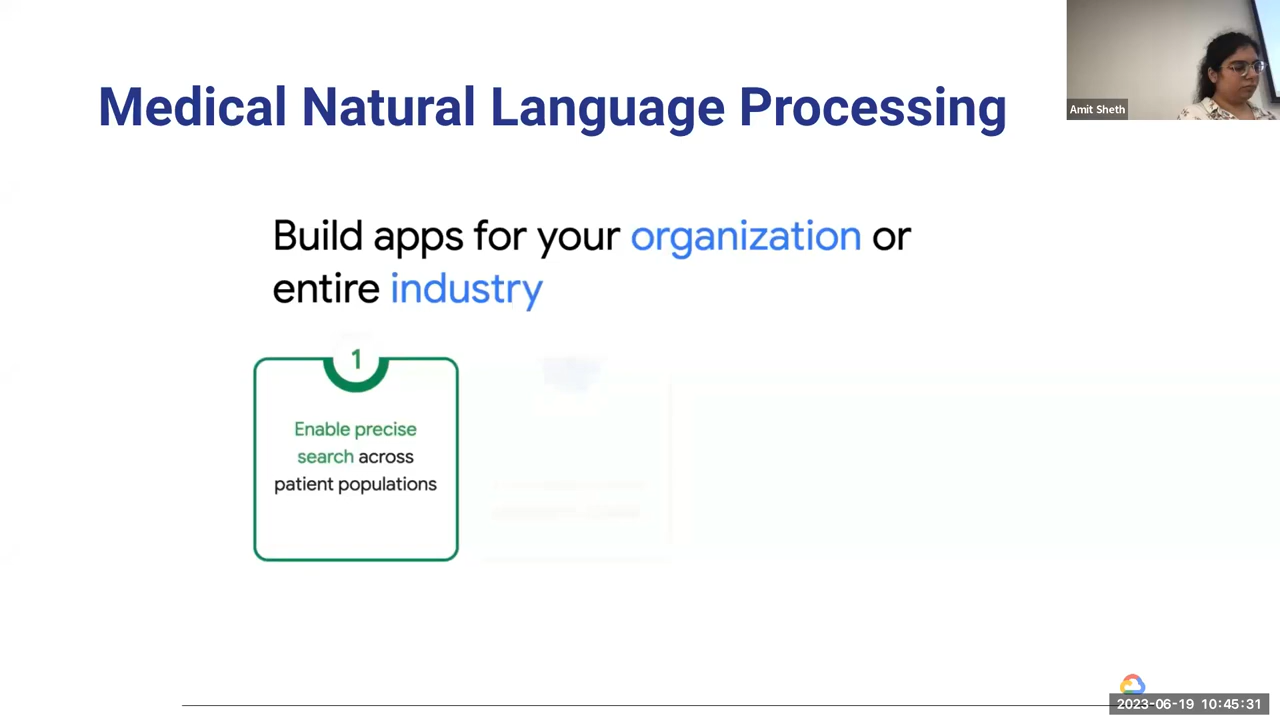 Medical Natural Language Processing
Amit Sheth
Build apps for your organization or
entire industry
1
Enable precise
search across
patient populations
2023-06-19 10:45:31